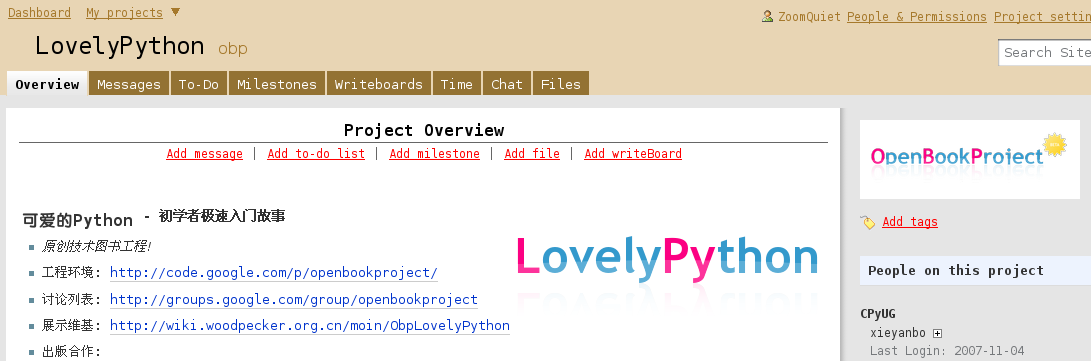 Dashboard My projects ▼ ZoomQuiet People & Permissions Project settin
LovelyPython obp
Search Site
Overview Messages To-Do Milestones Writeboards Time Chat Files
Project Overview
Add message | Add to-do list | Add milestone | Add file | Add writeBoard
可爱的Python - 初学者极速入门故事
原创技术图书工程!
工程环境: http://code.google.com/p/openbookproject/
讨论列表: http://groups.google.com/group/openbookproject
展示维基: http://wiki.woodpecker.org.cn/moin/ObpLovelyPython
出版合作:
LovelyPython
OpenBookProject
Add tags
People on this project
CPyUG
xieyanbo
Last Login: 2007-11-04